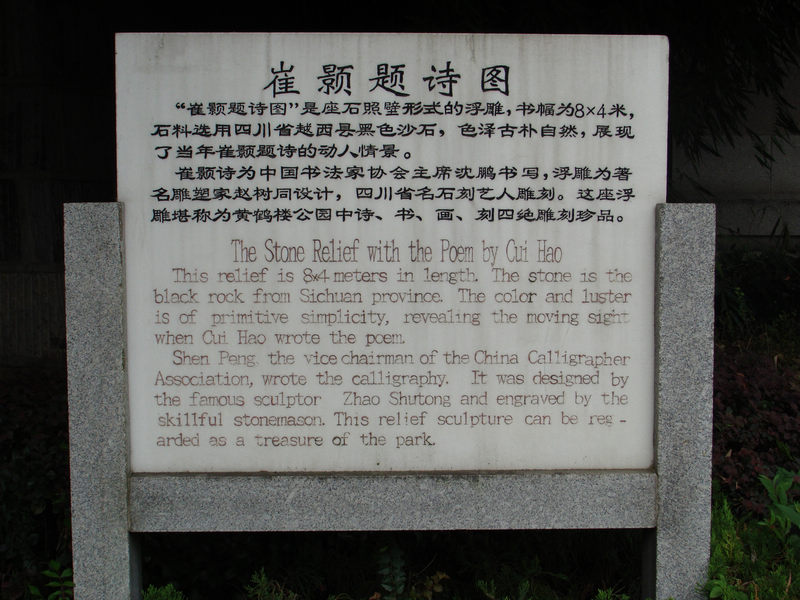 崔颢题诗图
“崔颢题诗图”是座石照壁形式的浮雕，书幅为8×4米，
石料选用四川省越西县黑色沙石，色泽古朴自然，展现
了当年崔颢题诗的动人情景。
崔颢诗为中国书法家协会主席沈鹏书写，浮雕为著
名雕塑家赵树同设计，四川省名石刻艺人雕刻。这座浮
雕堪称为黄鹤楼公园中诗、书、画、刻四绝雕刻珍品。
The Stone Relief with the Poem by Cui Hao
This relief is 8×4 meters in length. The stone is the
black rock from Sichuan province. The color and luster
is of primitive simplicity, revealing the moving sight
when Cui Hao wrote the poem.
Shen Peng, the vice chairman of the China Calligrapher
Association, wrote the calligraphy. It was designed by
the famous sculptor Zhao Shutong and engraved by the
skillful stonemason. This relief sculpture can be reg-
arded as a treasure of the park.